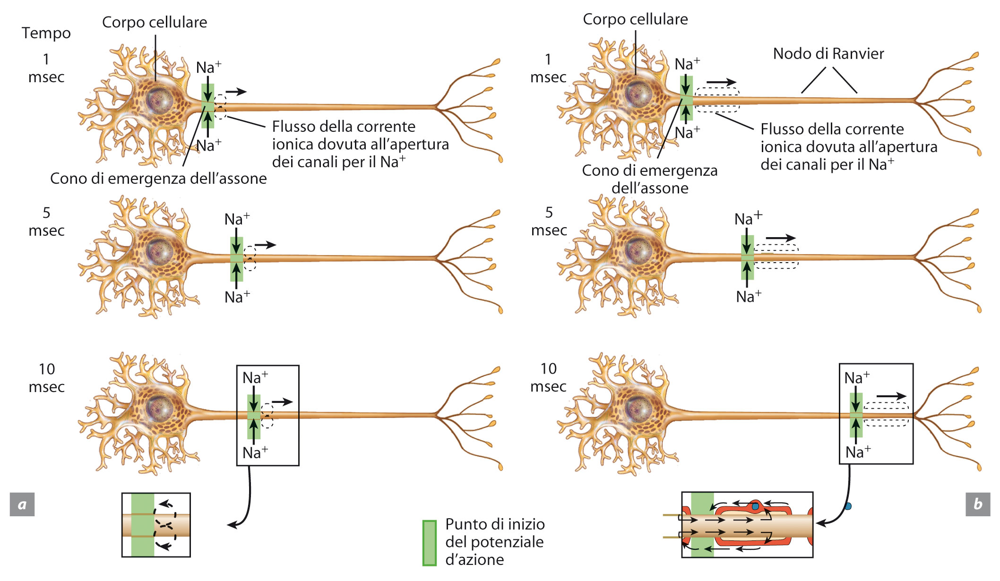 Tempo
Corpo cellulare
1
msec
Na+
Na+
Flusso della corrente
ionica dovuta all'apertura
dei canali per il Na+
Cono di emergenza dell'assone
5
msec
Na+
Na+
10
msec
Na+
Na+
a
Corpo cellulare
1
msec
Na+
Na+
Nodo di Ranvier
Flusso della corrente
ionica dovuta all'apertura
dei canali per il Na+
Cono di emergenza
dell'assone
5
msec
Na+
Na+
10
msec
Na+
Na+
b
Punto di inizio
del potenziale
d'azione